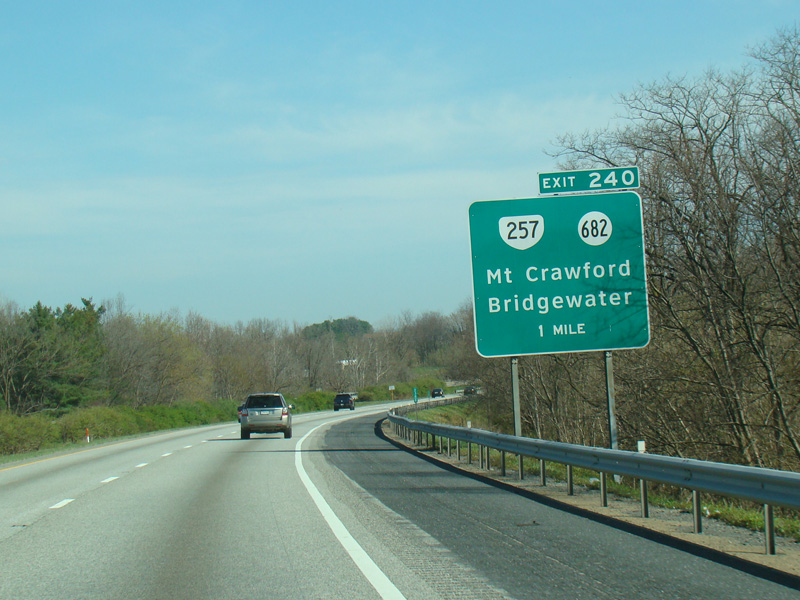 EXIT 240
257 682
Mt Crawford
Bridgewater
1 MILE